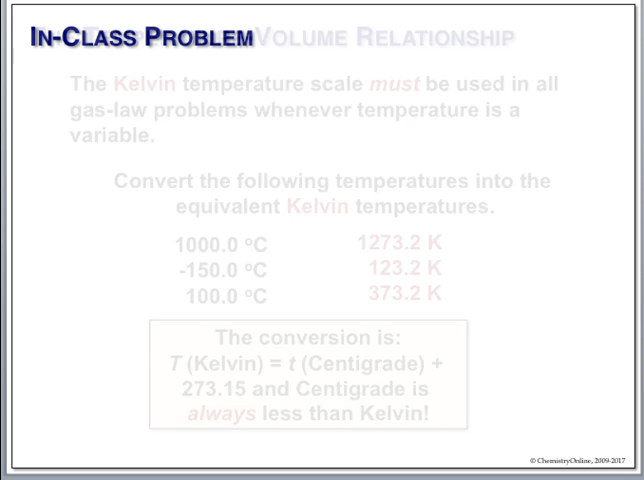 IN-CLASS PROBLEM VOLUME RELATIONSHIP
The Kelvin temperature scale must be used in all
gas-law problems whenever temperature is a
variable.
Convert the following temperatures into the
equivalent Kelvin temperatures.
1000.0 °C 1273.2 K
-150.0 °C 123.2 K
100.0 °C 373.2 K
The conversion is:
T (Kelvin) = t (Centigrade) +
273.15 and Centigrade is
always less than Kelvin!
© ChemistryOnline, 2009-2017